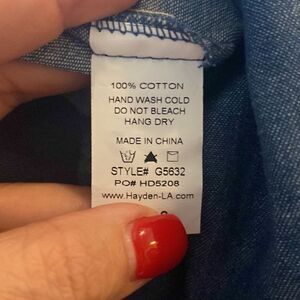 100% COTTON
HAND WASH COLD
DO NOT BLEACH
HANG DRY
MADE IN CHINA
STYLE# G5632
PO# HD5208
www.Hayden-LA.com